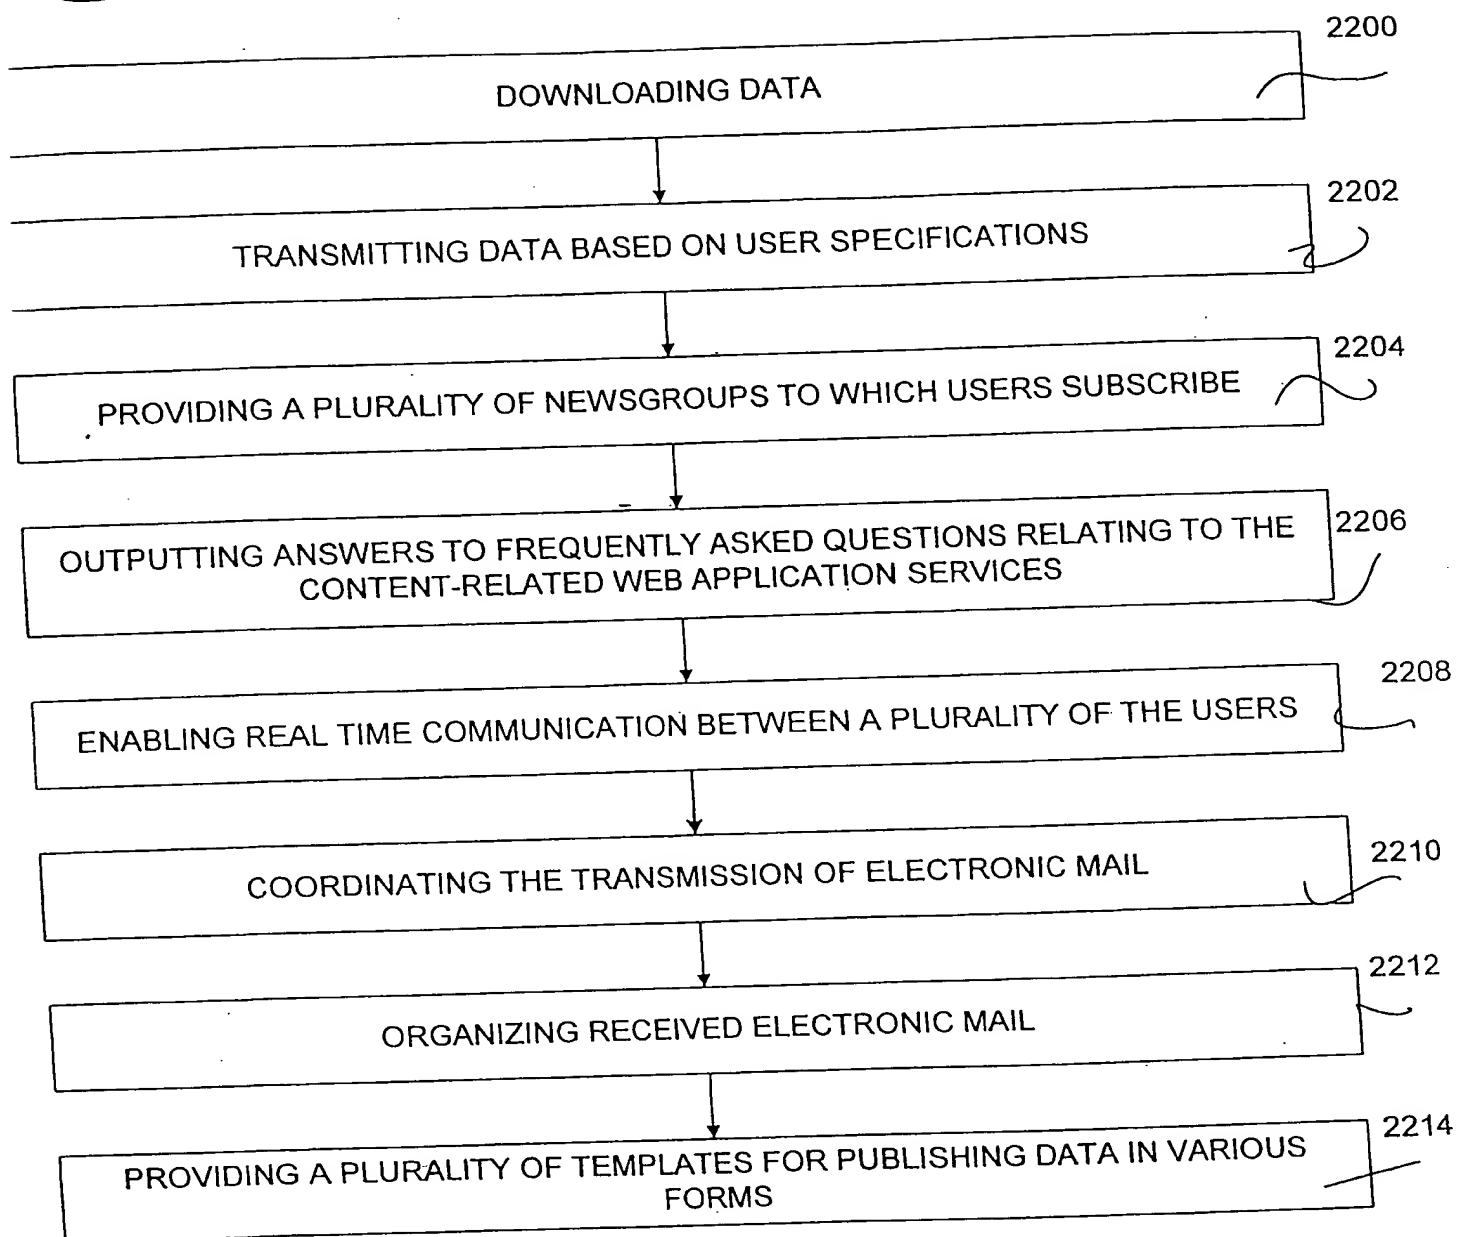 2200
DOWNLOADING DATA
2202
TRANSMITTING DATA BASED ON USER SPECIFICATIONS
2204
PROVIDING A PLURALITY OF NEWSGROUPS TO WHICH USERS SUBSCRIBE
2206
OUTPUTTING ANSWERS TO FREQUENTLY ASKED QUESTIONS RELATING TO THE
CONTENT-RELATED WEB APPLICATION SERVICES
2208
ENABLING REAL TIME COMMUNICATION BETWEEN A PLURALITY OF THE USERS
2210
COORDINATING THE TRANSMISSION OF ELECTRONIC MAIL
2212
ORGANIZING RECEIVED ELECTRONIC MAIL
2214
PROVIDING A PLURALITY OF TEMPLATES FOR PUBLISHING DATA IN VARIOUS
FORMS